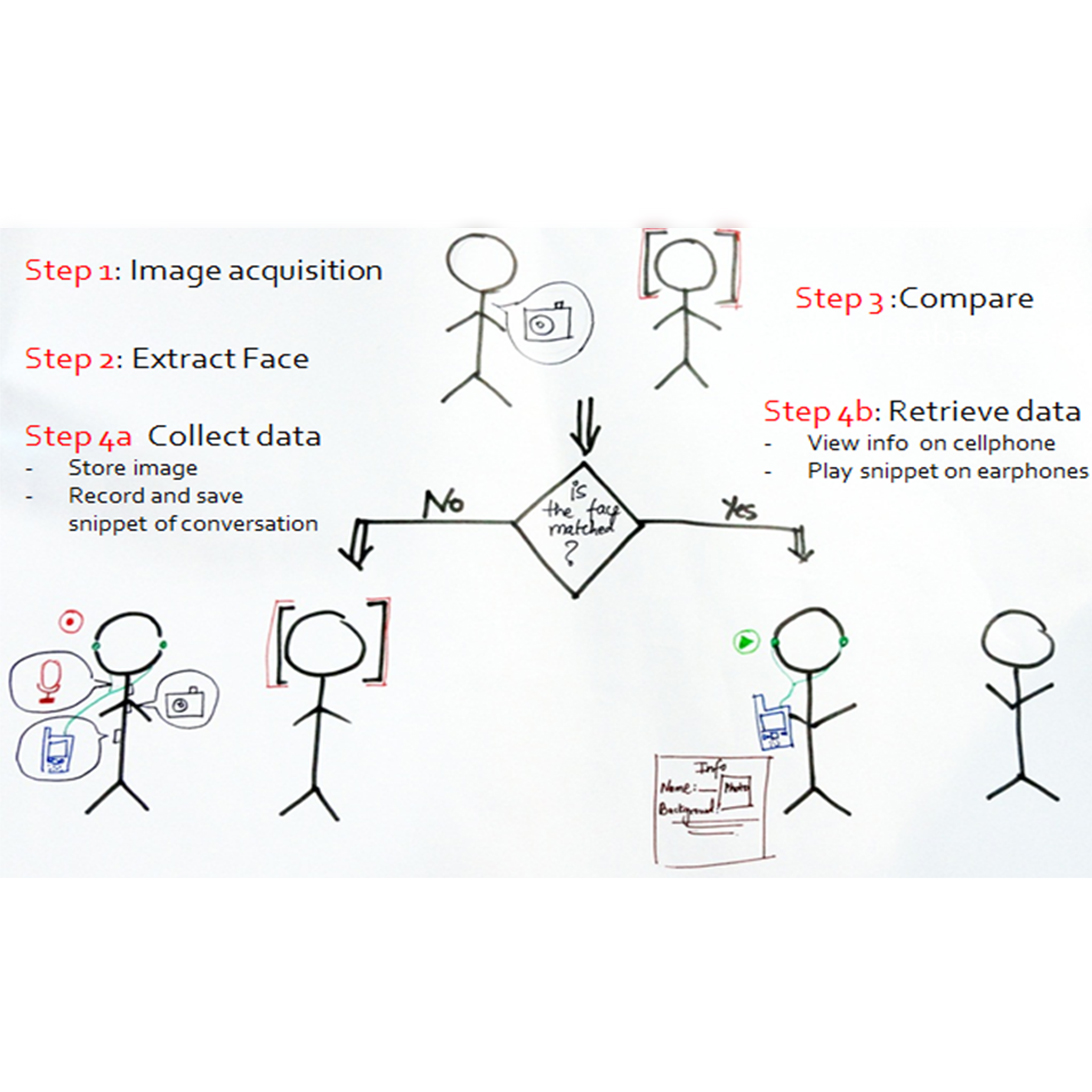 Step 1: Image acquisition
Step 2: Extract Face
Step 3 :Compare
Step 4a Collect data
- Store image
- Record and save
snippet of conversation
Step 4b: Retrieve data
- View info on cellphone
- Play snippet on earphones
is
the face
matched
?
No
Yes
Info
Name:
Photo
Background: